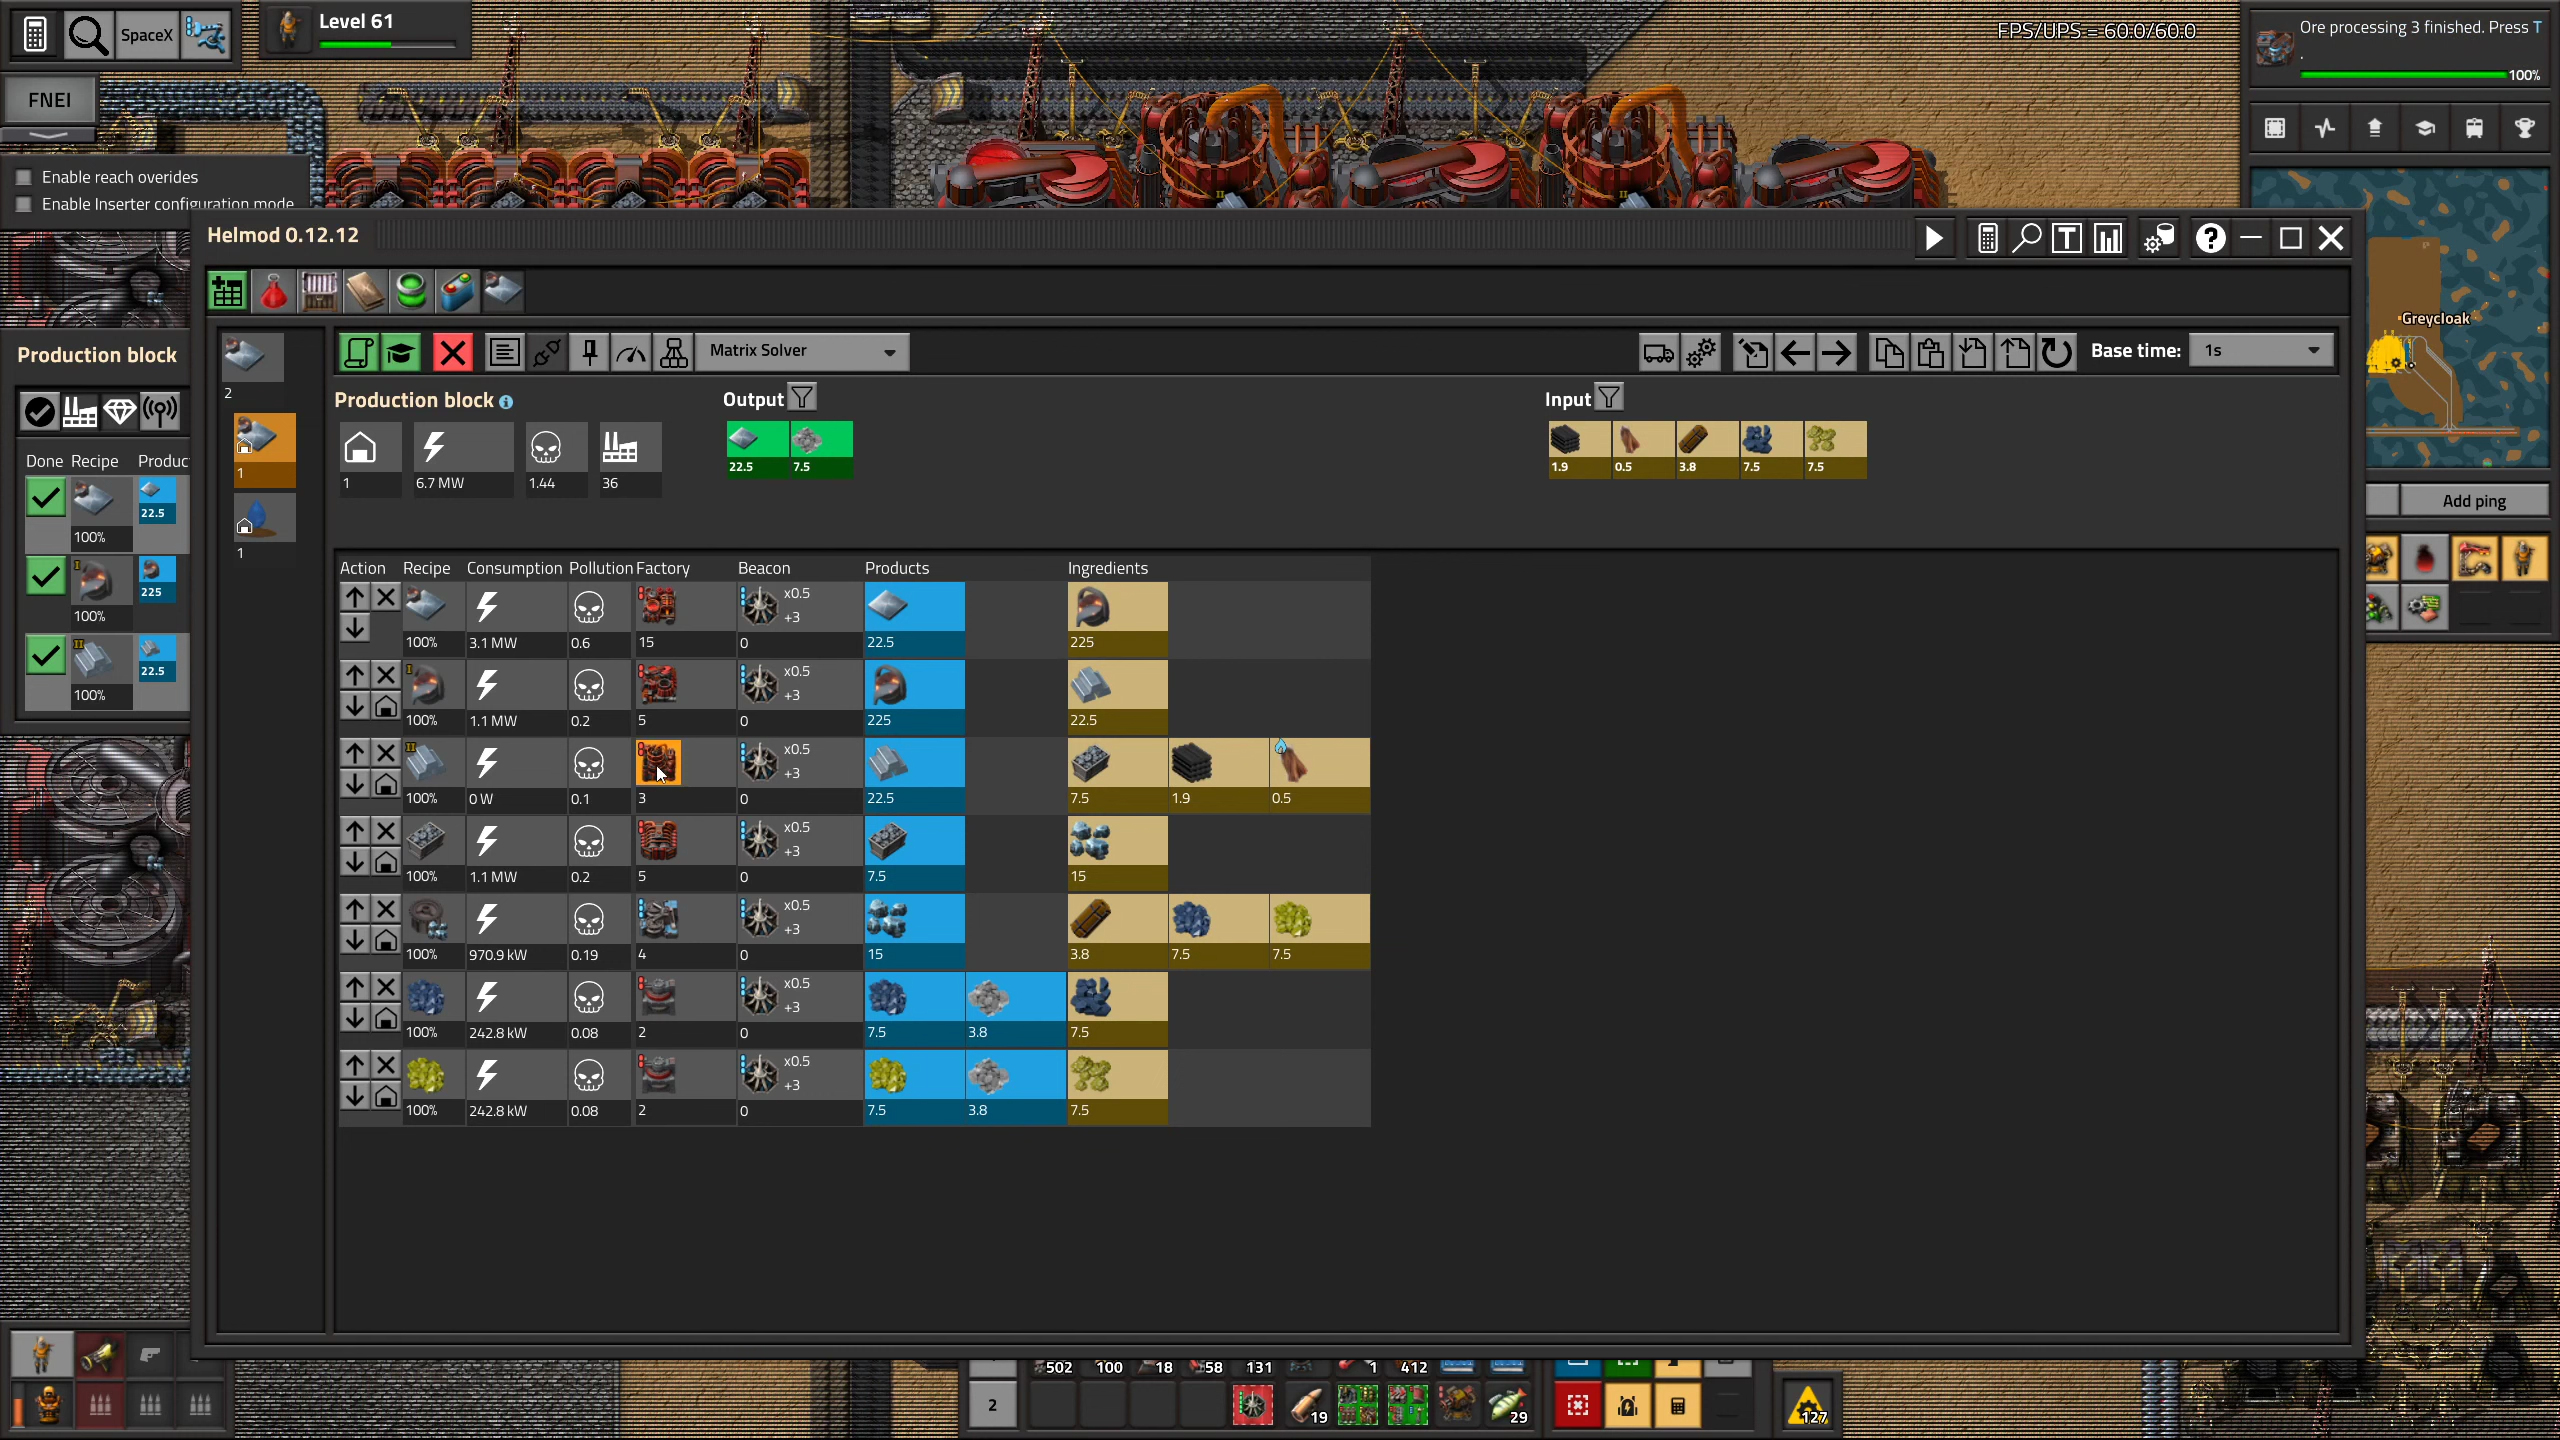 SpaceX
Level 61
FPS/UPS = 60.0/60.0
Ore processing 3 finished. Press T
.
100%
FNEI
Enable reach overides
Enable Inserter configuration mode
Helmod 0.12.12
Greycloak
Add ping
Production block
Done Recipe Produc
22.5
100%
I
225
100%
II
22.5
100%
2
1
1
Matrix Solver
Base time: 1s
Production block
Output
Input
1 6.7 MW 1.44 36
22.5 7.5
1.9 0.5 3.8 7.5 7.5
Action Recipe Consumption Pollution Factory Beacon Products Ingredients
x0.5
+3
100% 3.1 MW 0.6 15 0 22.5 225
I x0.5
+3
100% 1.1 MW 0.2 5 0 225 22.5
II x0.5
+3
100% 0 W 0.1 3 0 22.5 7.5 1.9 0.5
x0.5
+3
100% 1.1 MW 0.2 5 0 7.5 15
x0.5
+3
100% 970.9 kW 0.19 4 0 15 3.8 7.5 7.5
x0.5
+3
100% 242.8 kW 0.08 2 0 7.5 3.8 7.5
x0.5
+3
100% 242.8 kW 0.08 2 0 7.5 3.8 7.5
502 100 18 58 131 1 412
2 19 29 127